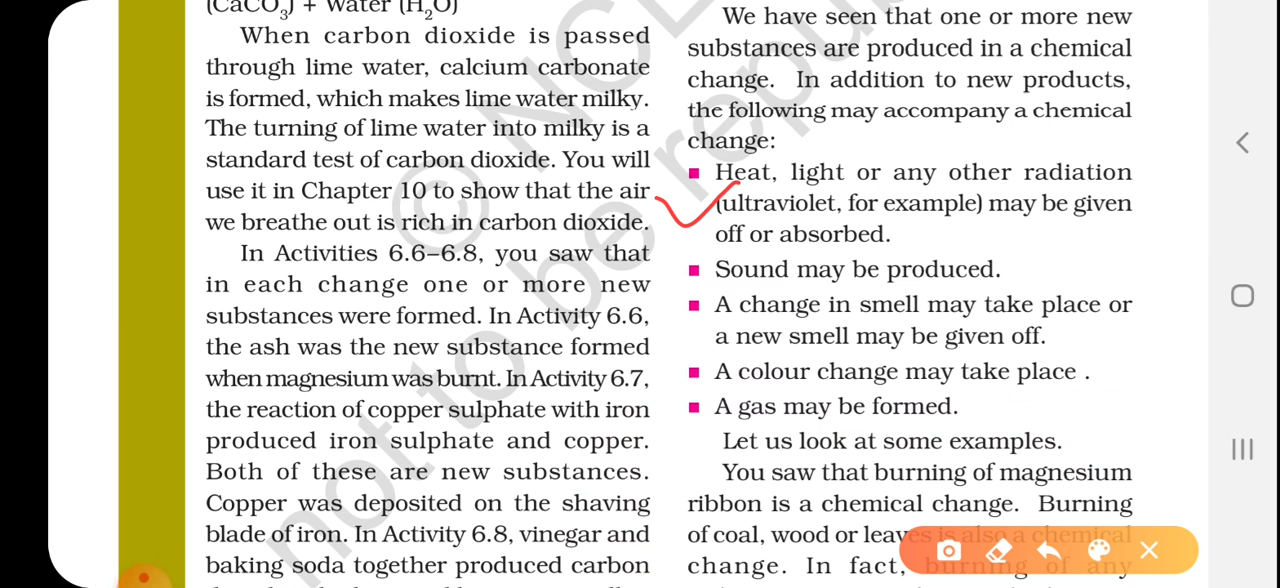 (CaCO3) + Water (H2O)
When carbon dioxide is passed
through lime water, calcium carbonate
is formed, which makes lime water milky.
The turning of lime water into milky is a
standard test of carbon dioxide. You will
use it in Chapter 10 to show that the air
we breathe out is rich in carbon dioxide.
In Activities 6.6–6.8, you saw that
in each change one or more new
substances were formed. In Activity 6.6,
the ash was the new substance formed
when magnesium was burnt. In Activity 6.7,
the reaction of copper sulphate with iron
produced iron sulphate and copper.
Both of these are new substances.
Copper was deposited on the shaving
blade of iron. In Activity 6.8, vinegar and
baking soda together produced carbon
We have seen that one or more new
substances are produced in a chemical
change. In addition to new products,
the following may accompany a chemical
change:
■ Heat, light or any other radiation
(ultraviolet, for example) may be given
off or absorbed.
■ Sound may be produced.
■ A change in smell may take place or
a new smell may be given off.
■ A colour change may take place .
■ A gas may be formed.
Let us look at some examples.
You saw that burning of magnesium
ribbon is a chemical change. Burning
of coal, wood or leaves is also a chemical
change. In fact, burning of any
© NCE
not to be republ